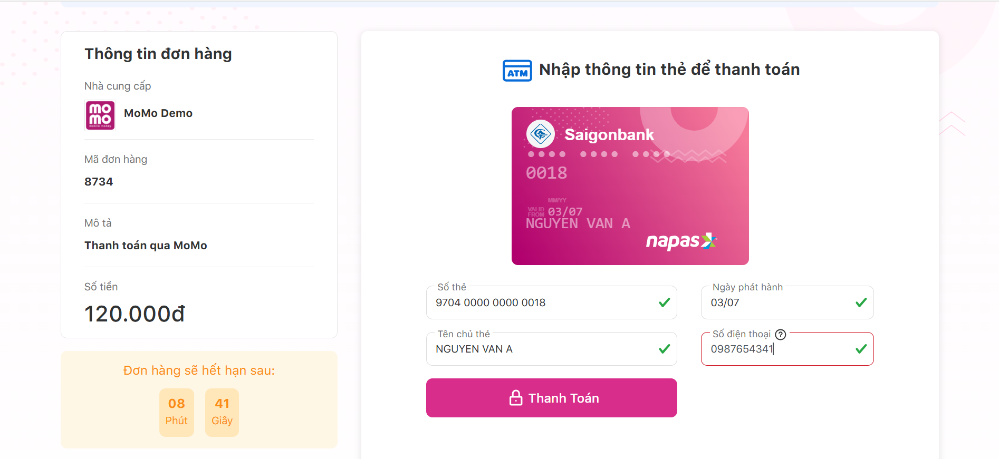 Thông tin đơn hàng
Nhà cung cấp
momo
mobile money
MoMo Demo
Mã đơn hàng
8734
Mô tả
Thanh toán qua MoMo
Số tiền
120.000đ
Đơn hàng sẽ hết hạn sau:
08 41
Phút Giây
ATM Nhập thông tin thẻ để thanh toán
Saigonbank
0018
MM/YY
VALID FROM 03/07
NGUYEN VAN A
napas
Số thẻ
9704 0000 0000 0018
Ngày phát hành
03/07
Tên chủ thẻ
NGUYEN VAN A
Số điện thoại ?
0987654341
Thanh Toán